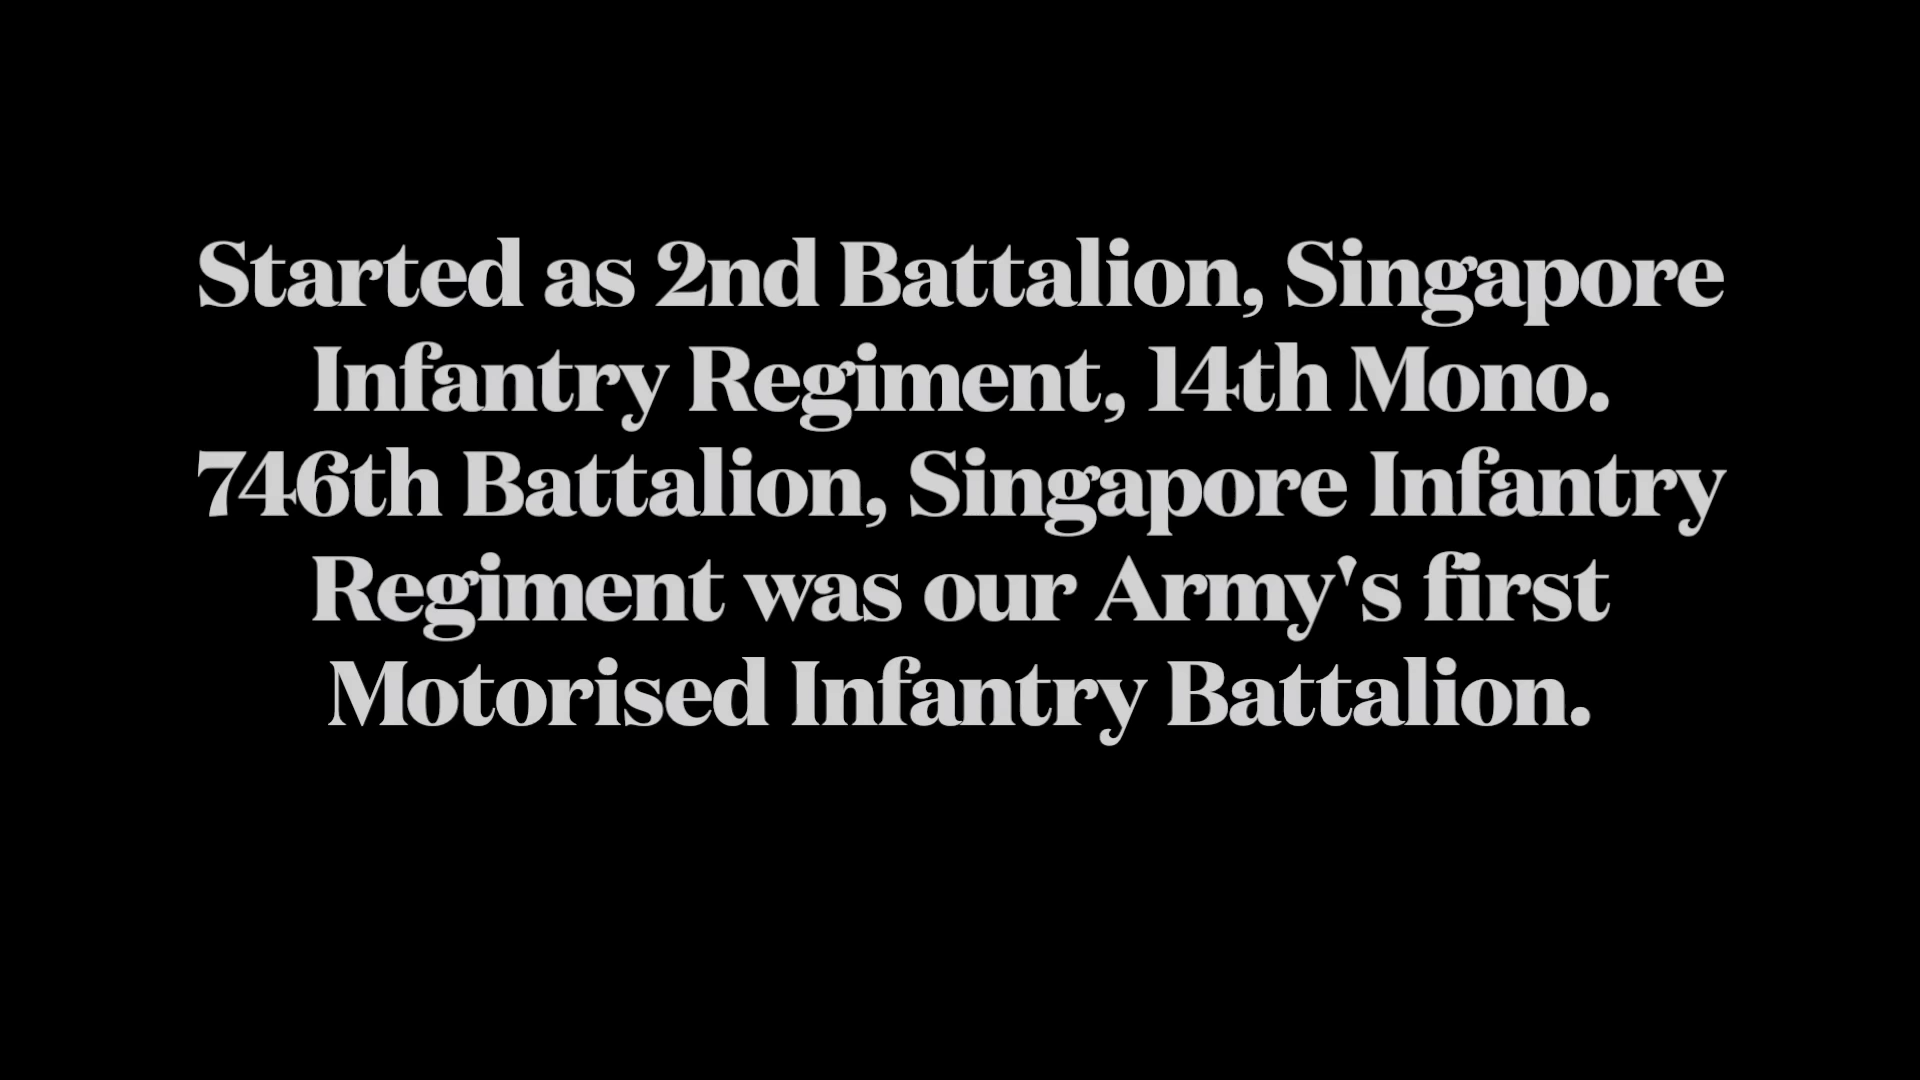 Started as 2nd Battalion, Singapore
Infantry Regiment, 14th Mono.
746th Battalion, Singapore Infantry
Regiment was our Army's first
Motorised Infantry Battalion.